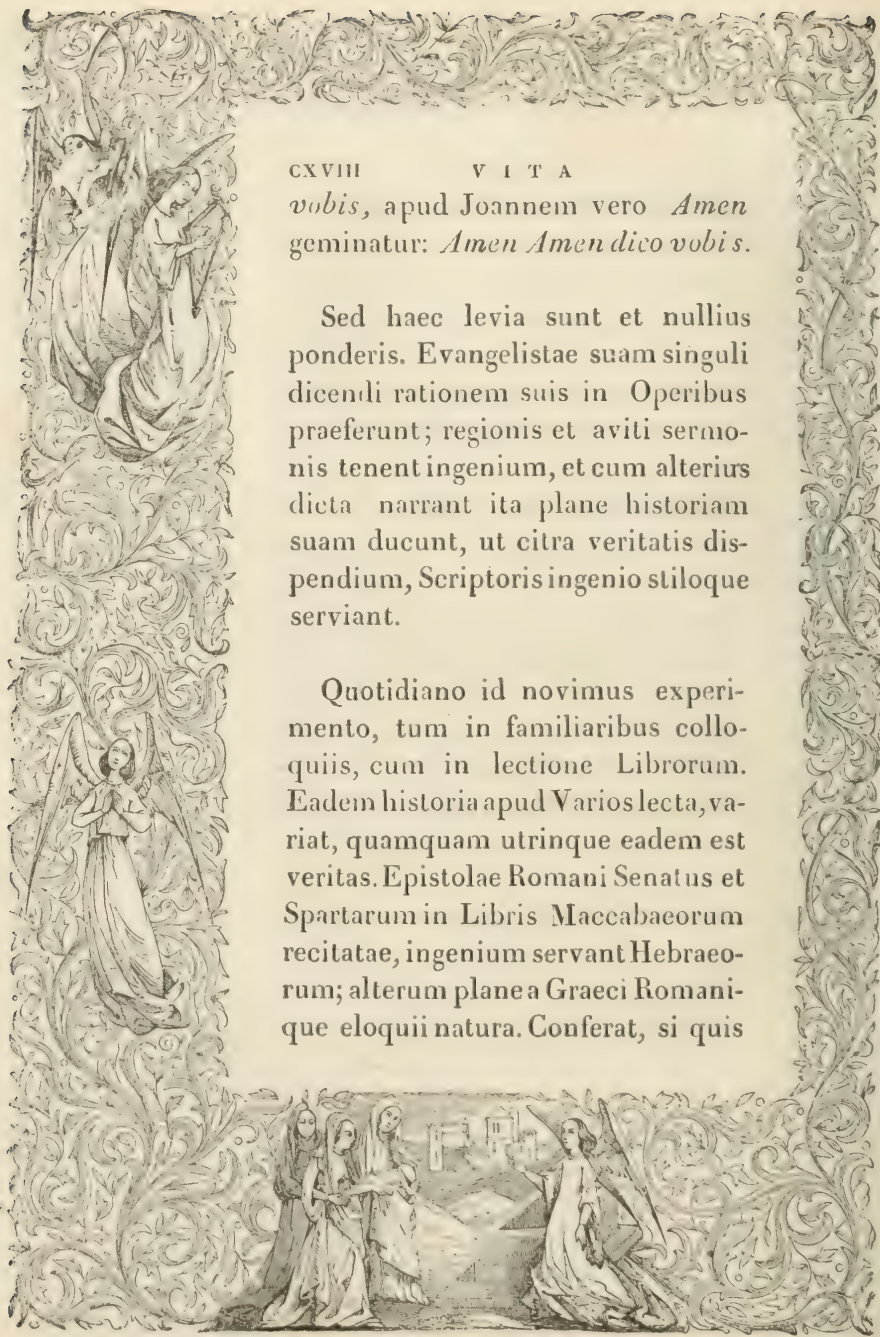 CXVIII VITA
vobis, apud Joannem vero Amen
geminatur: Amen Amen dico vobis.
Sed haec levia sunt et nullius
ponderis. Evangelistae suam singuli
dicendi rationem suis in Operibus
praeferunt; regionis et aviti sermo-
nis tenent ingenium, et cum alterius
dicta narrant ita plane historiam
suam ducunt, ut citra veritatis dis-
pendium, Scriptoris ingenio stiloque
serviant.
Quotidiano id novimus experi-
mento, tum in familiaribus collo-
quiis, cum in lectione Librorum.
Eadem historia apud Varios lecta, va-
riat, quamquam utrinque eadem est
veritas. Epistolae Romani Senatus et
Spartarum in Libris Maccabaeorum
recitatae, ingenium servant Hebraeo-
rum; alterum plane a Graeci Romani-
que eloquii natura. Conferat, si quis